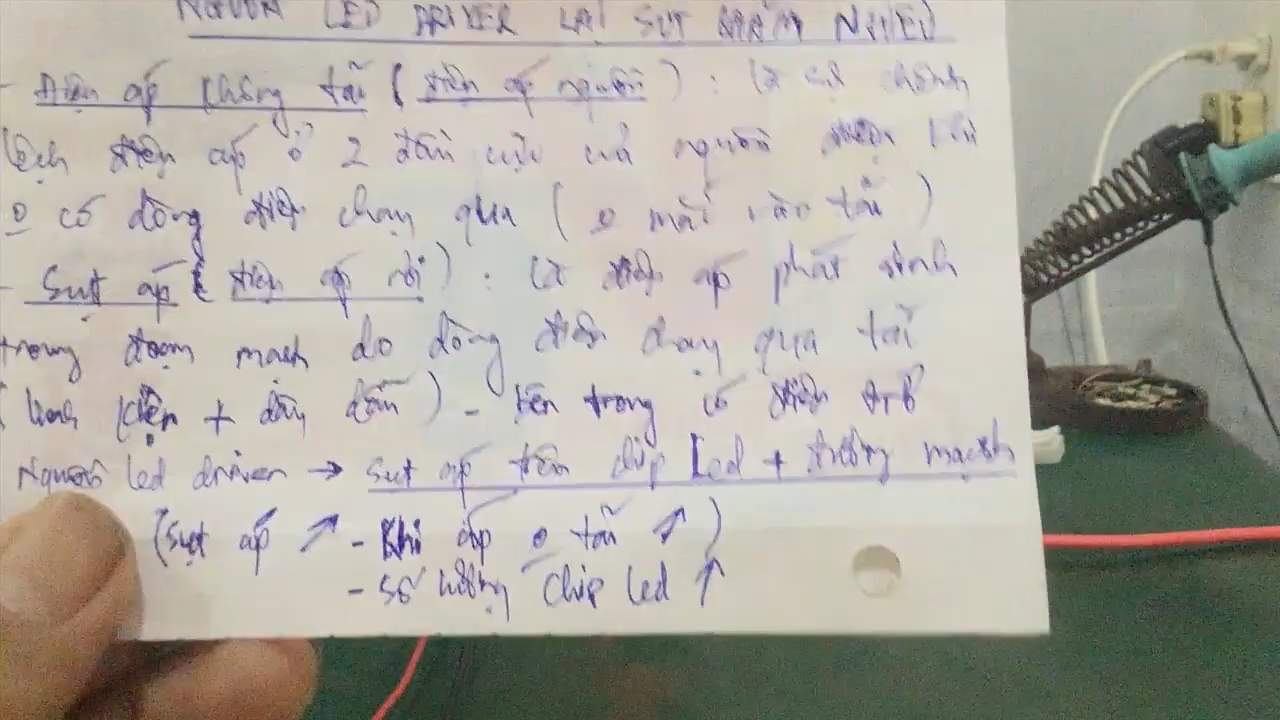 NGUỒN LED DRIVER LẠI SỤT GIẢM NHIỀU
- Điện áp không tải ( điện áp nguồn ) : là sự chênh
lệch điện áp ở 2 đầu cực của nguồn điện khi
o có dòng điện chạy qua ( o mắc vào tải )
- Sụt áp ( điện áp rơi ) : là điện áp phát sinh
trong đoạn mạch do dòng điện chạy qua tải
( linh kiện + dây dẫn ) - bên trong có điện trở
Nguồn led driver → sụt áp trên chip Led + đường mạch
(sụt áp ↗ - Khi áp o tải ↗ )
- Số lượng chip led ↑